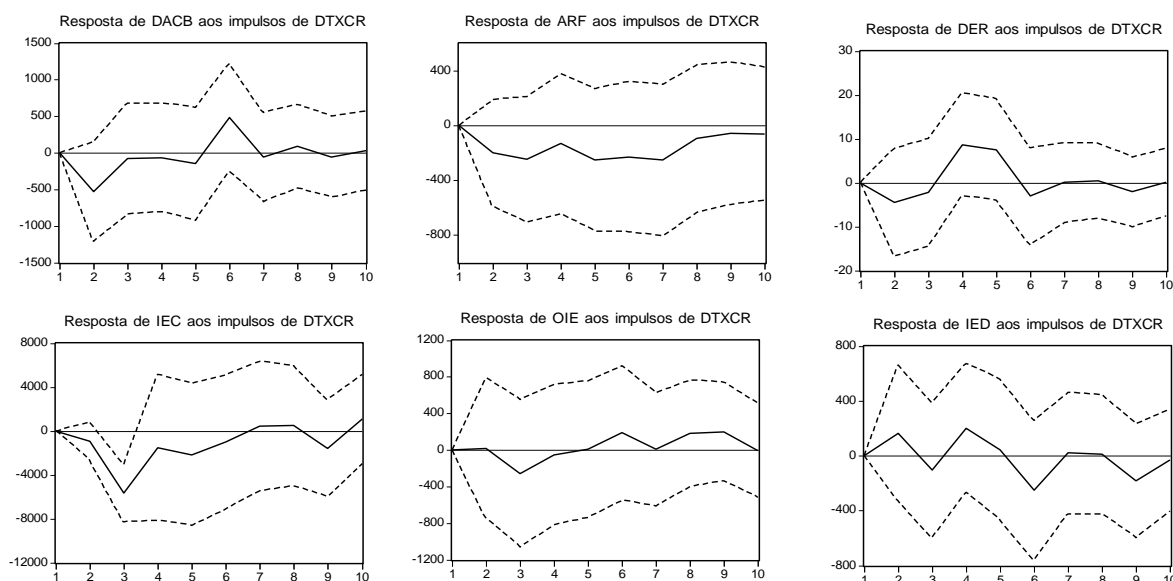 Resposta de DACB aos impulsos de DTXCR
1500
1000
500
0
-500
-1000
-1500
1 2 3 4 5 6 7 8 9 10
Resposta de ARF aos impulsos de DTXCR
400
0
-400
-800
1 2 3 4 5 6 7 8 9 10
Resposta de DER aos impulsos de DTXCR
30
20
10
0
-10
-20
1 2 3 4 5 6 7 8 9 10
Resposta de IEC aos impulsos de DTXCR
8000
4000
0
-4000
-8000
-12000
1 2 3 4 5 6 7 8 9 10
Resposta de OIE aos impulsos de DTXCR
1200
800
400
0
-400
-800
-1200
1 2 3 4 5 6 7 8 9 10
Resposta de IED aos impulsos de DTXCR
800
400
0
-400
-800
1 2 3 4 5 6 7 8 9 10